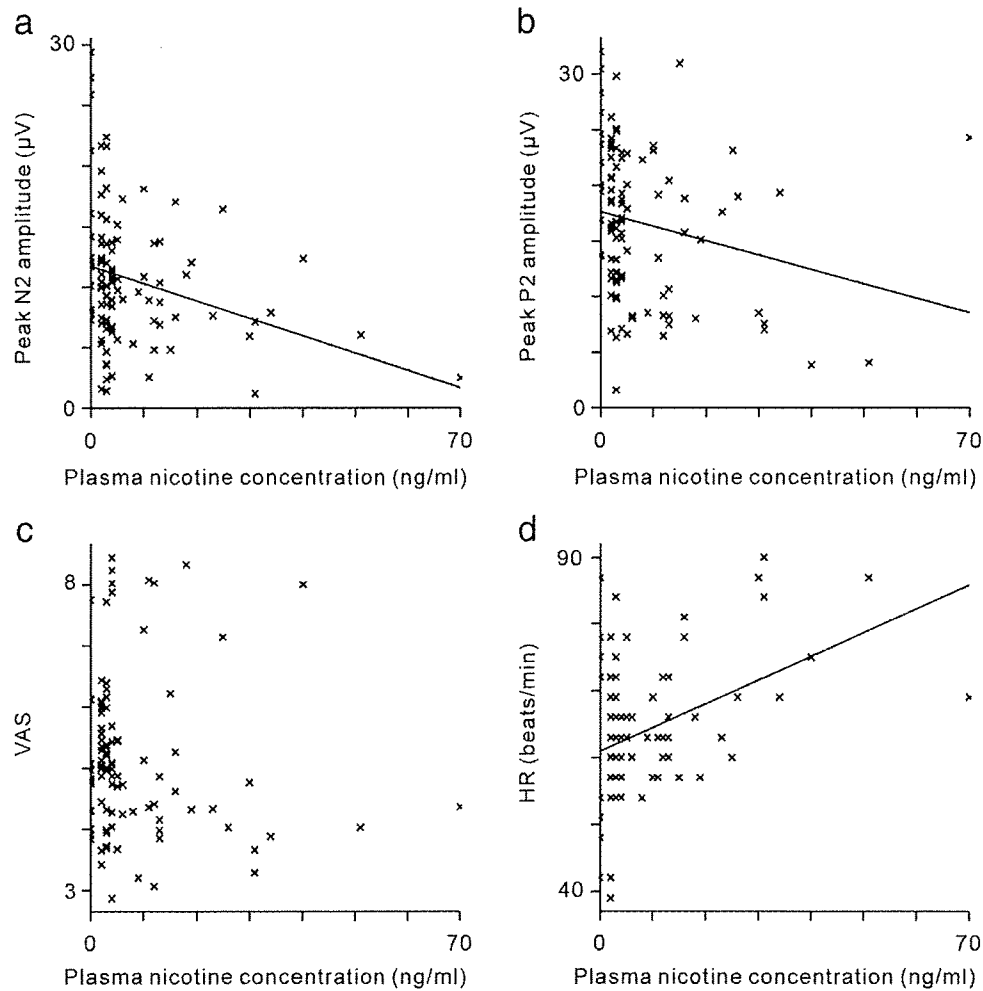 a
30
Peak N2 amplitude (µV)
0
0
70
Plasma nicotine concentration (ng/ml)
b
30
Peak P2 amplitude (µV)
0
0
70
Plasma nicotine concentration (ng/ml)
c
8
VAS
3
0
70
Plasma nicotine concentration (ng/ml)
d
90
HR (beats/min)
40
0
70
Plasma nicotine concentration (ng/ml)